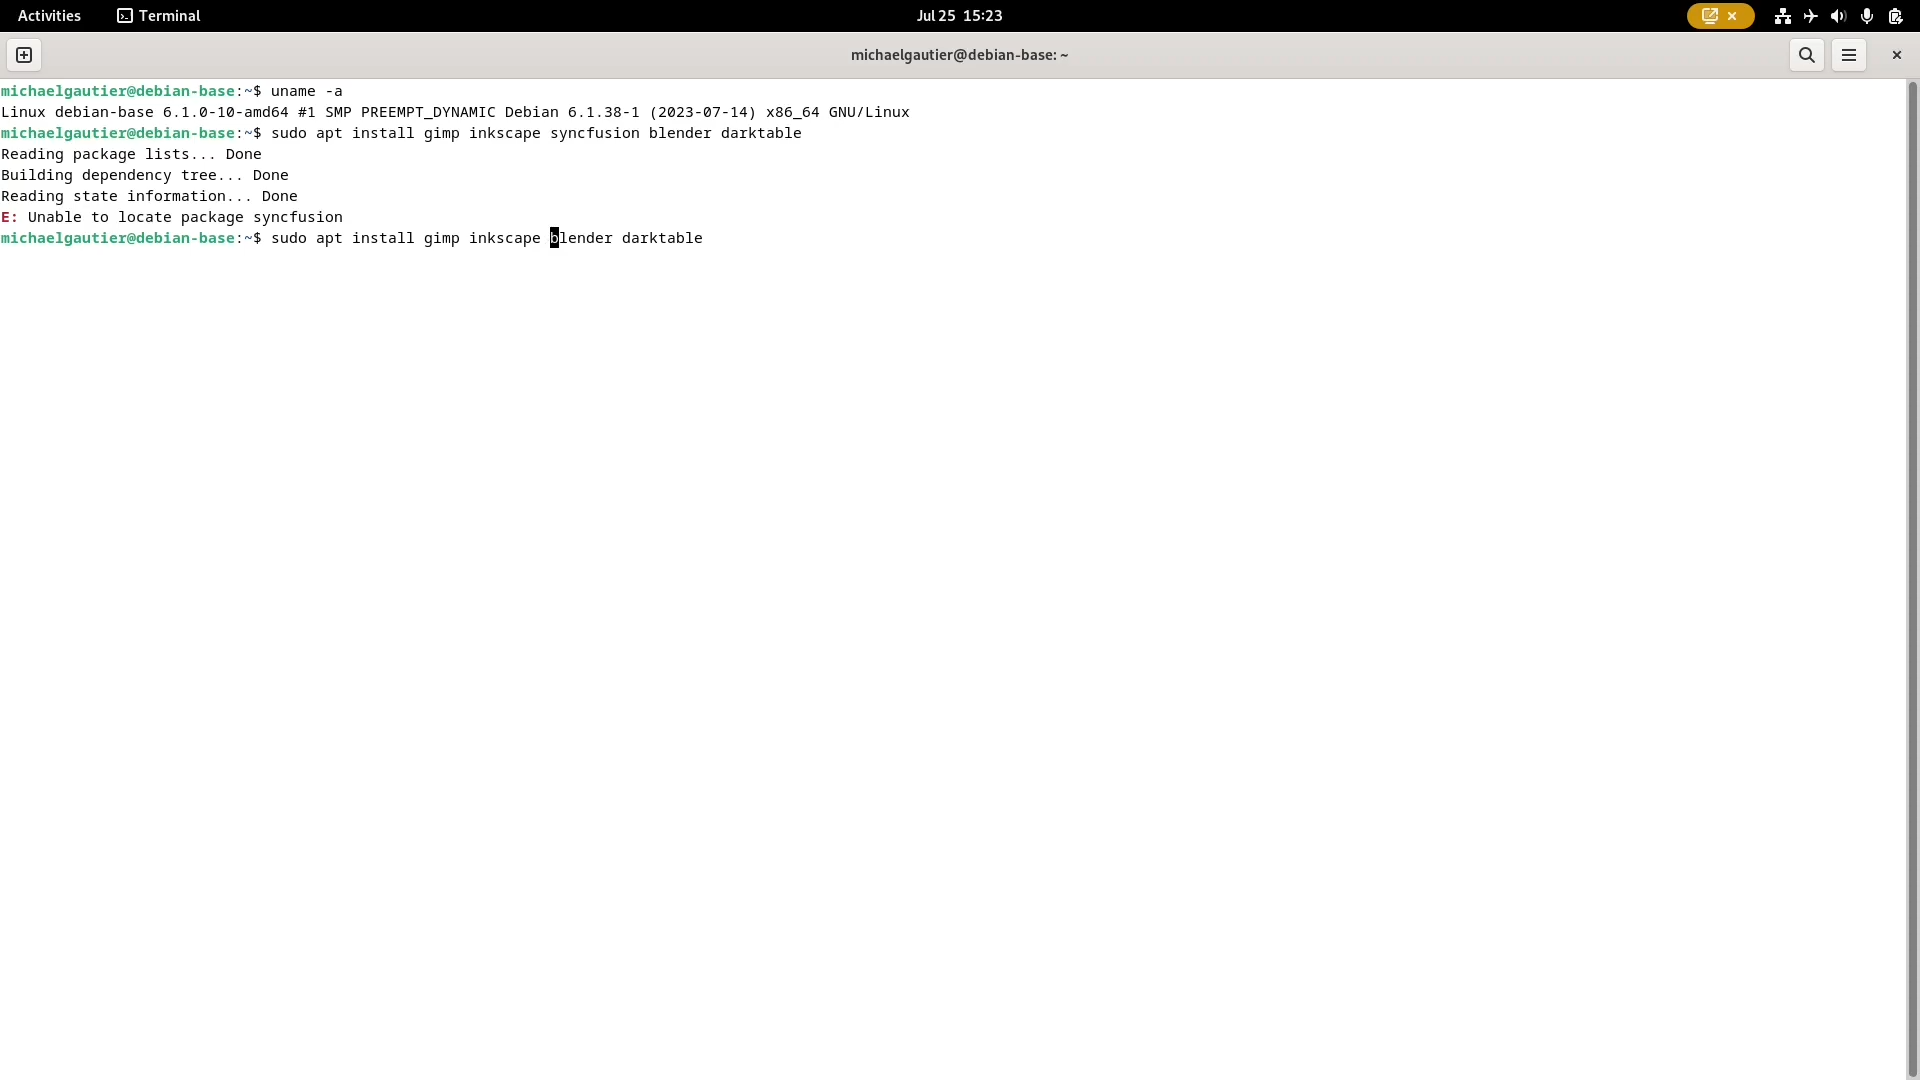 Activities Terminal Jul 25 15:23
michaelgautier@debian-base: ~
michaelgautier@debian-base:~$ uname -a
Linux debian-base 6.1.0-10-amd64 #1 SMP PREEMPT_DYNAMIC Debian 6.1.38-1 (2023-07-14) x86_64 GNU/Linux
michaelgautier@debian-base:~$ sudo apt install gimp inkscape syncfusion blender darktable
Reading package lists... Done
Building dependency tree... Done
Reading state information... Done
E: Unable to locate package syncfusion
michaelgautier@debian-base:~$ sudo apt install gimp inkscape blender darktable